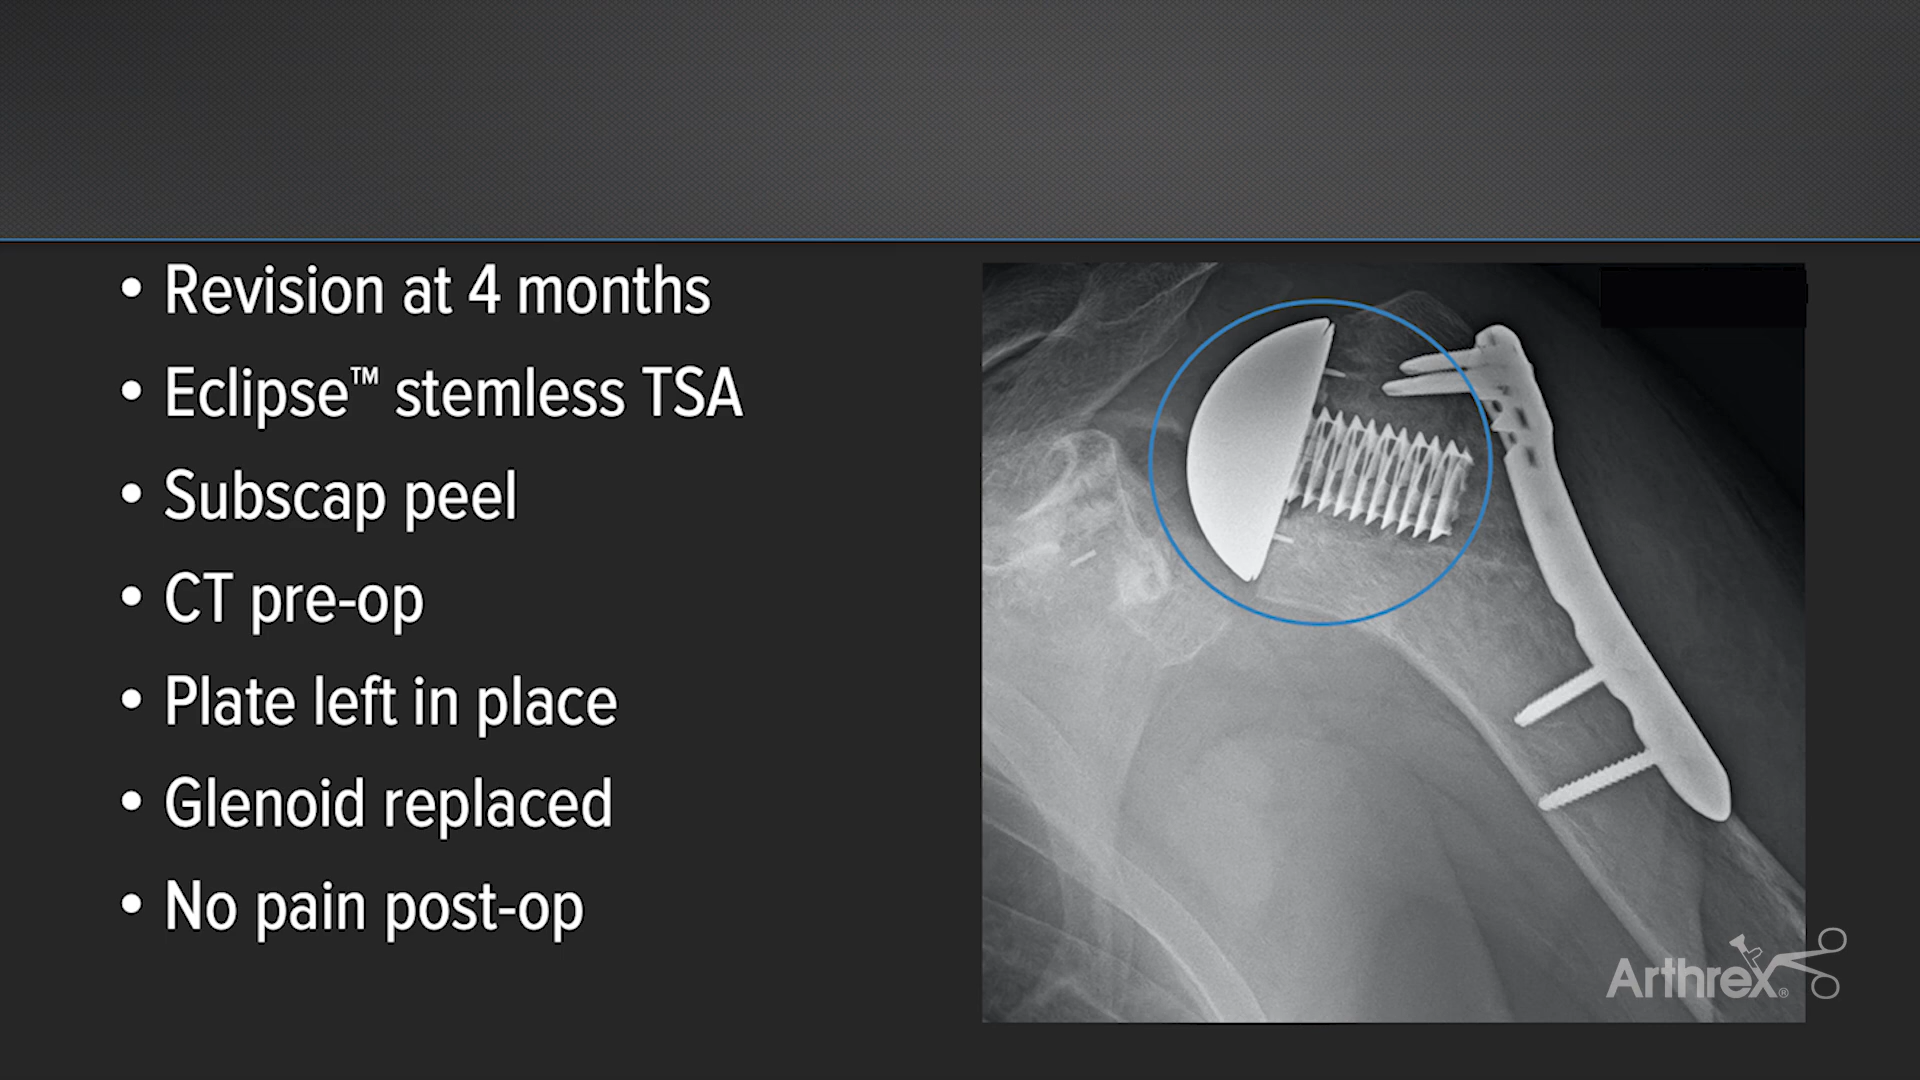 • Revision at 4 months
• Eclipse™ stemless TSA
• Subscap peel
• CT pre-op
• Plate left in place
• Glenoid replaced
• No pain post-op
Arthrex®